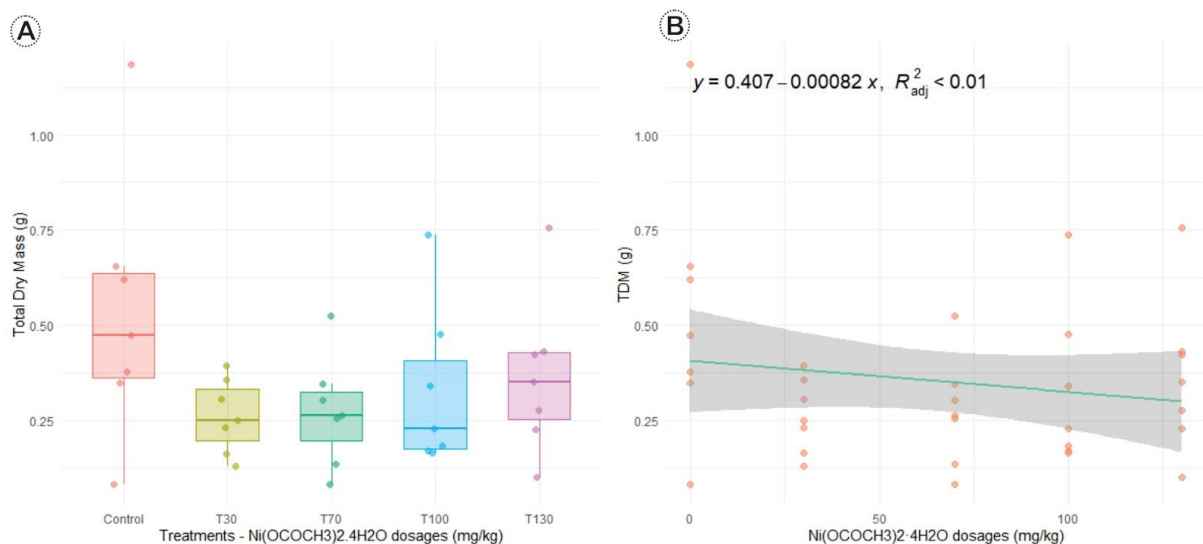 A
Total Dry Mass (g)
1.00
0.75
0.50
0.25
Control T30 T70 T100 T130
Treatments - Ni(OCOCH3)2.4H2O dosages (mg/kg)
B
y = 0.407 − 0.00082 x, R²adj < 0.01
TDM (g)
1.00
0.75
0.50
0.25
0 50 100
Ni(OCOCH3)2·4H2O dosages (mg/kg)